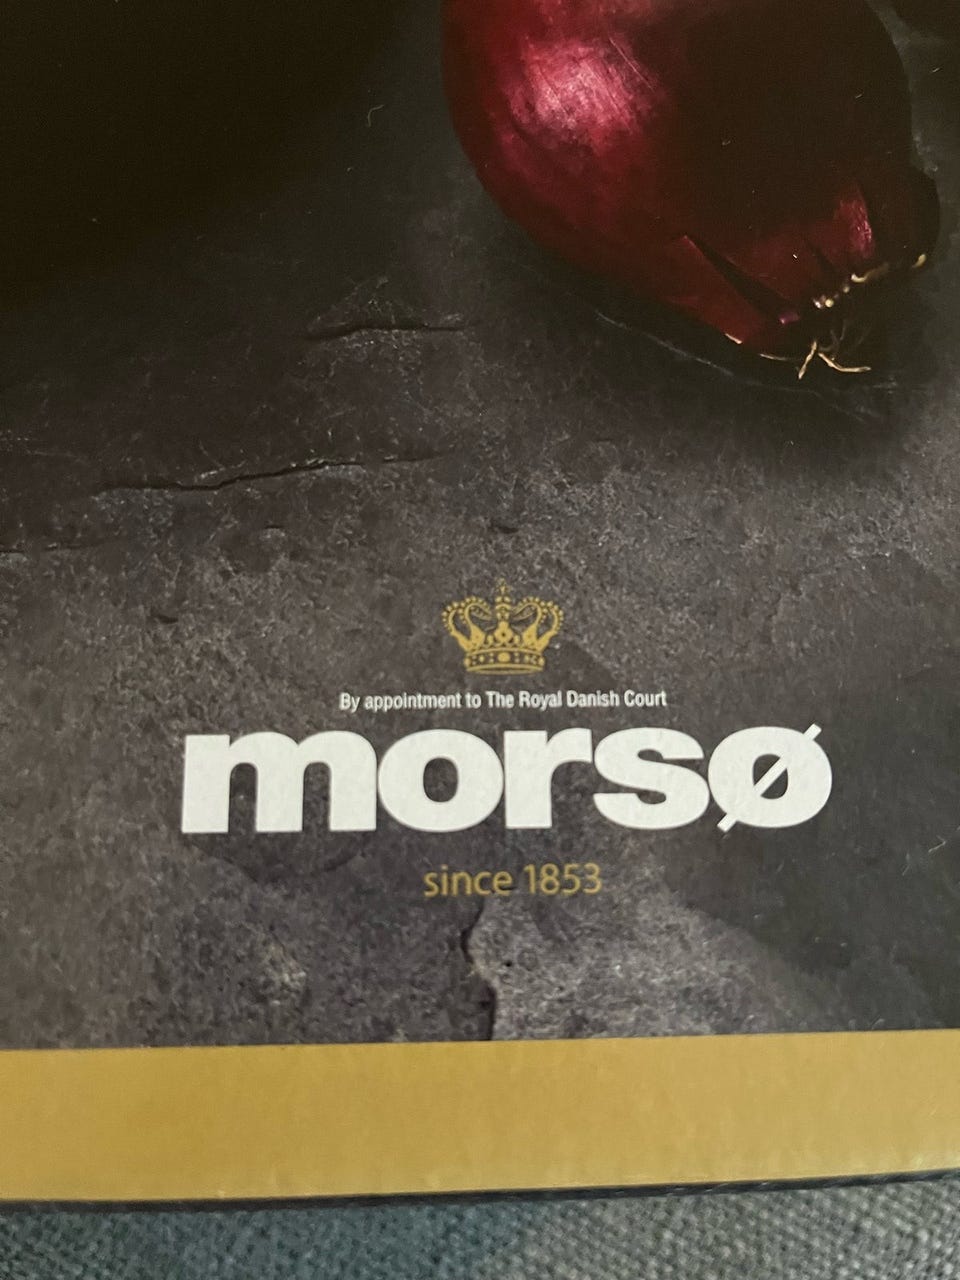 By appointment to The Royal Danish Court
morsø
since 1853